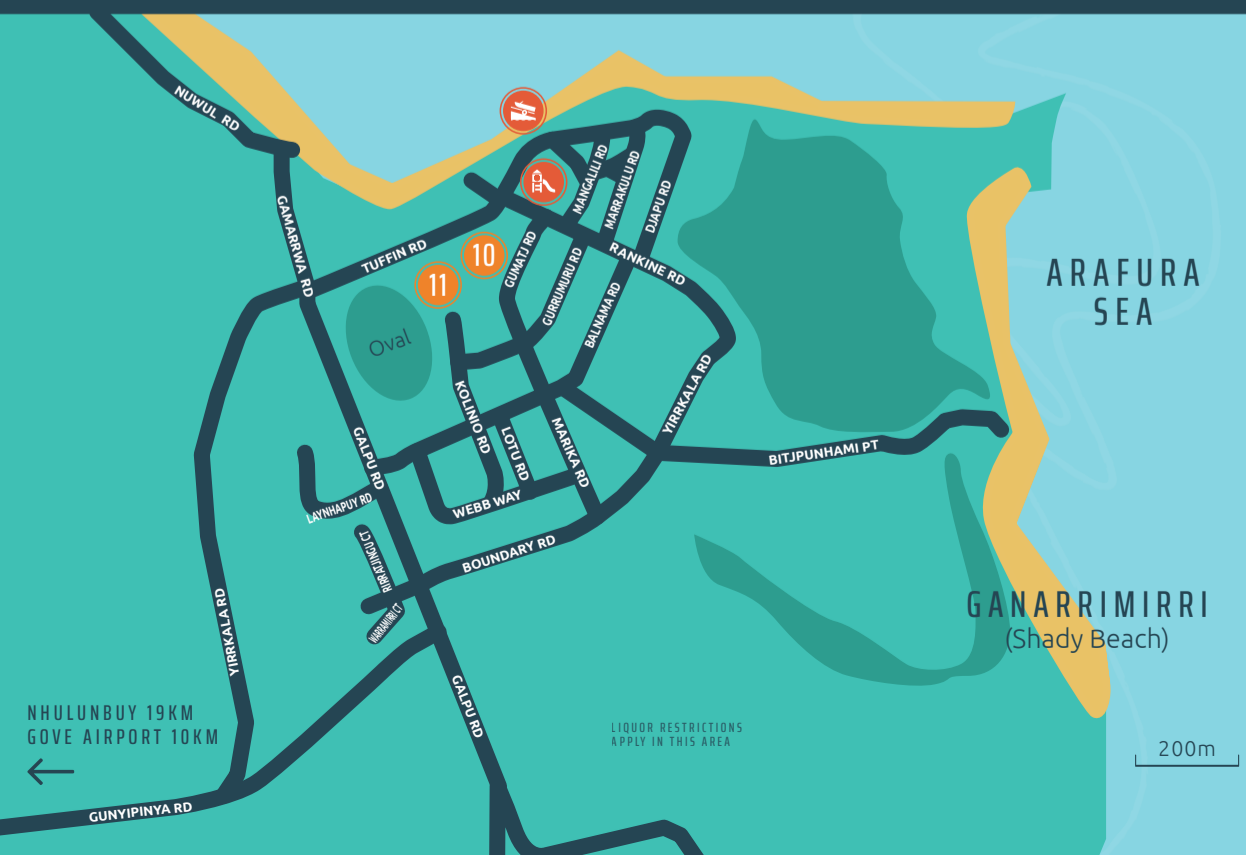 NUWUL RD
GAMARRWA RD
TUFFIN RD
MANGALILI RD
MARRAKULU RD
DJAPU RD
RANKINE RD
GUMATJ RD
GURRUMURU RD
BALNAMA RD
10
11
Oval
ARAFURA
SEA
KOLINIO RD
LOTU RD
MARIKA RD
YIRRKALA RD
BITJPUNHAMI PT
GALPU RD
LAYNHAPUY RD
WEBB WAY
BOUNDARY RD
RIRRATJINGU CT
WARRAMIRRI CT
YIRRKALA RD
GANARRIMIRRI
(Shady Beach)
GALPU RD
NHULUNBUY 19KM
GOVE AIRPORT 10KM
LIQUOR RESTRICTIONS
APPLY IN THIS AREA
200m
GUNYIPINYA RD